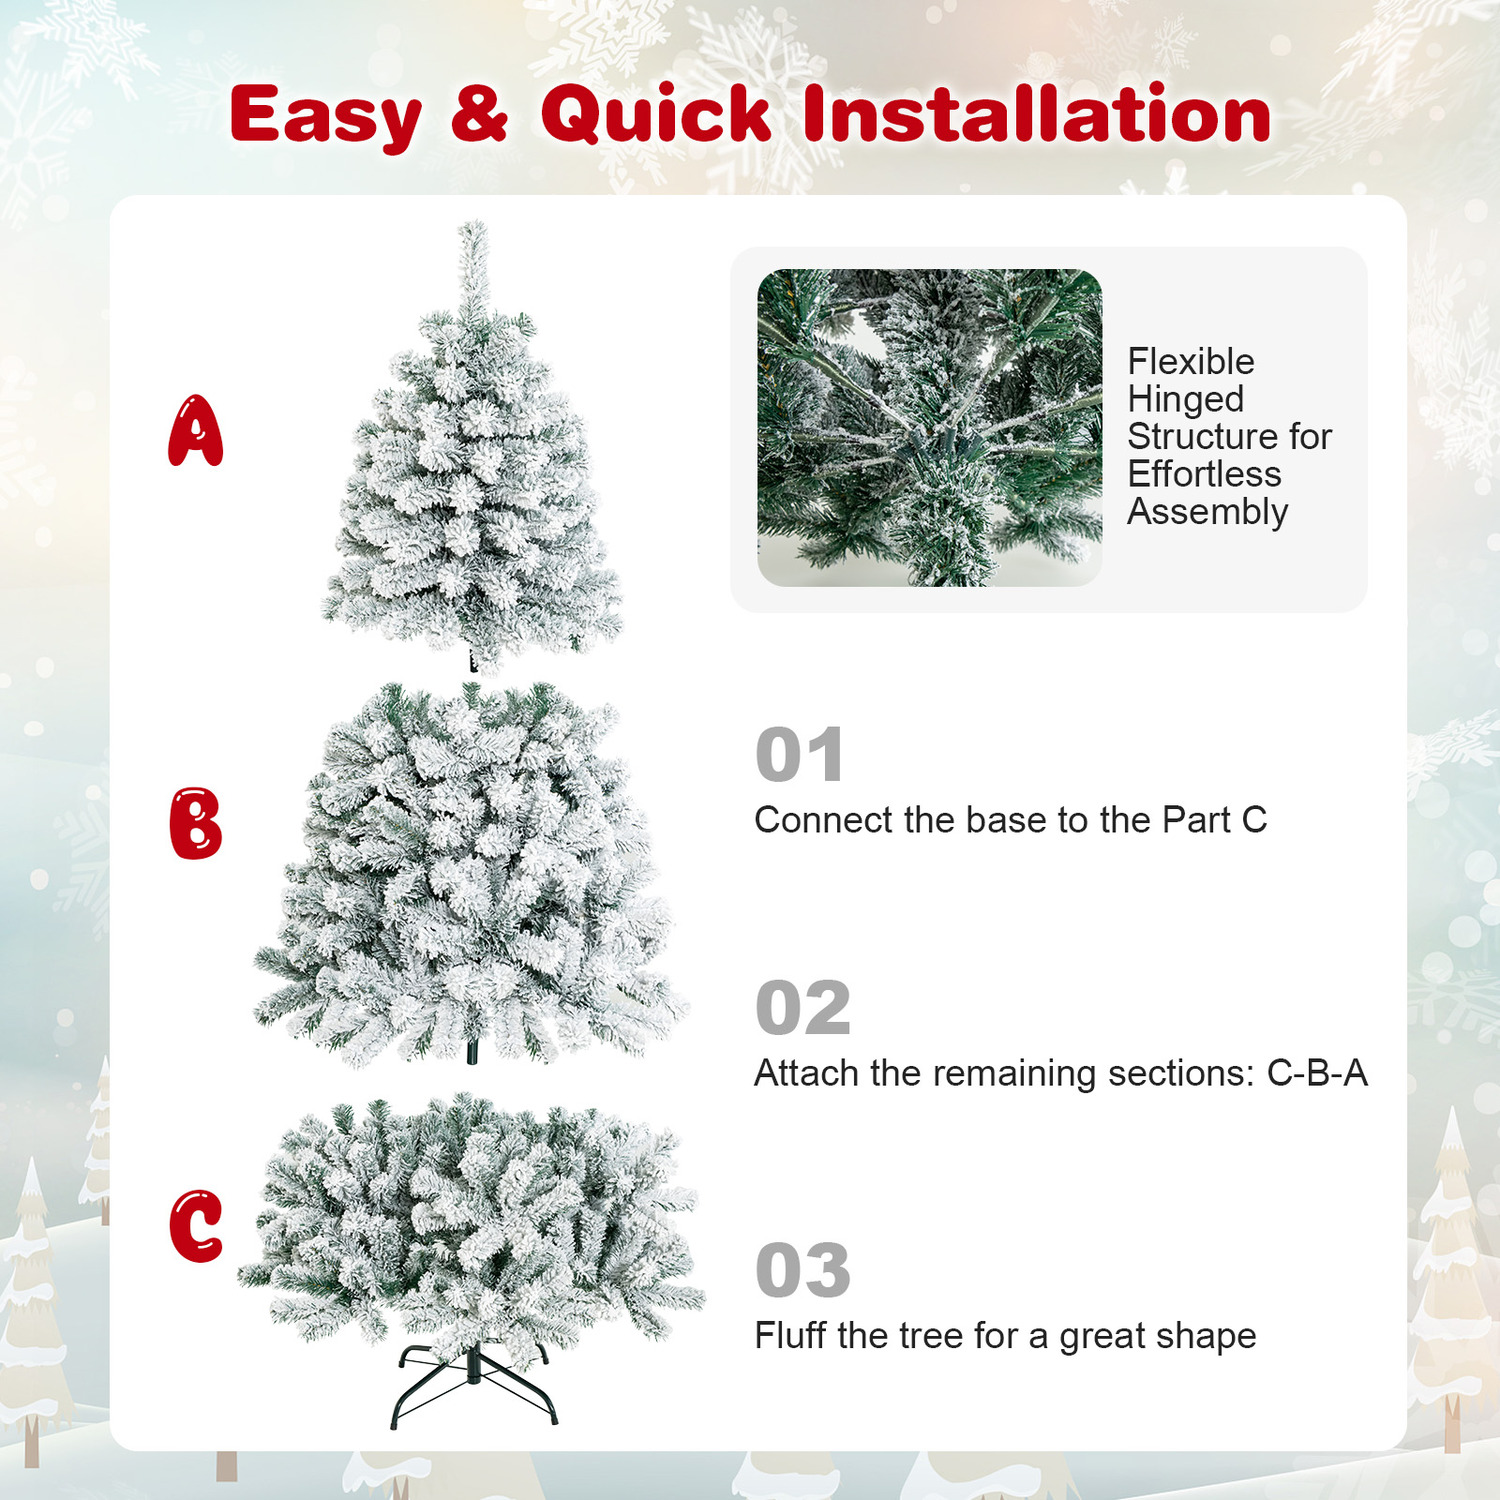 Easy & Quick Installation
A
Flexible
Hinged
Structure for
Effortless
Assembly
B
01
Connect the base to the Part C
02
Attach the remaining sections: C-B-A
C
03
Fluff the tree for a great shape